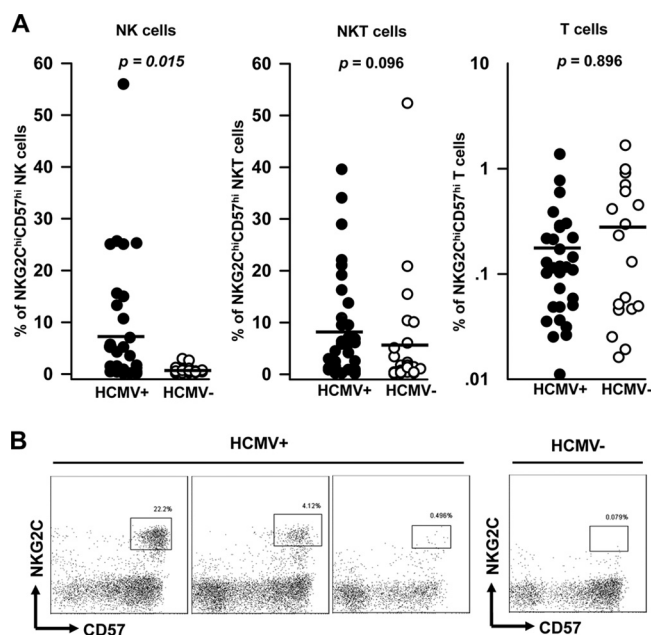 A
NK cells
NKT cells
T cells
p = 0.015
p = 0.096
p = 0.896
% of NKG2ChiCD57hi NK cells
60
50
40
30
20
10
0
HCMV+ HCMV-
% of NKG2ChiCD57hi NKT cells
60
50
40
30
20
10
0
HCMV+ HCMV-
% of NKG2ChiCD57hi T cells
10
1
.1
.01
HCMV+ HCMV-
B
HCMV+
HCMV-
22.2%
4.12%
0.496%
0.079%
NKG2C
CD57
NKG2C
CD57